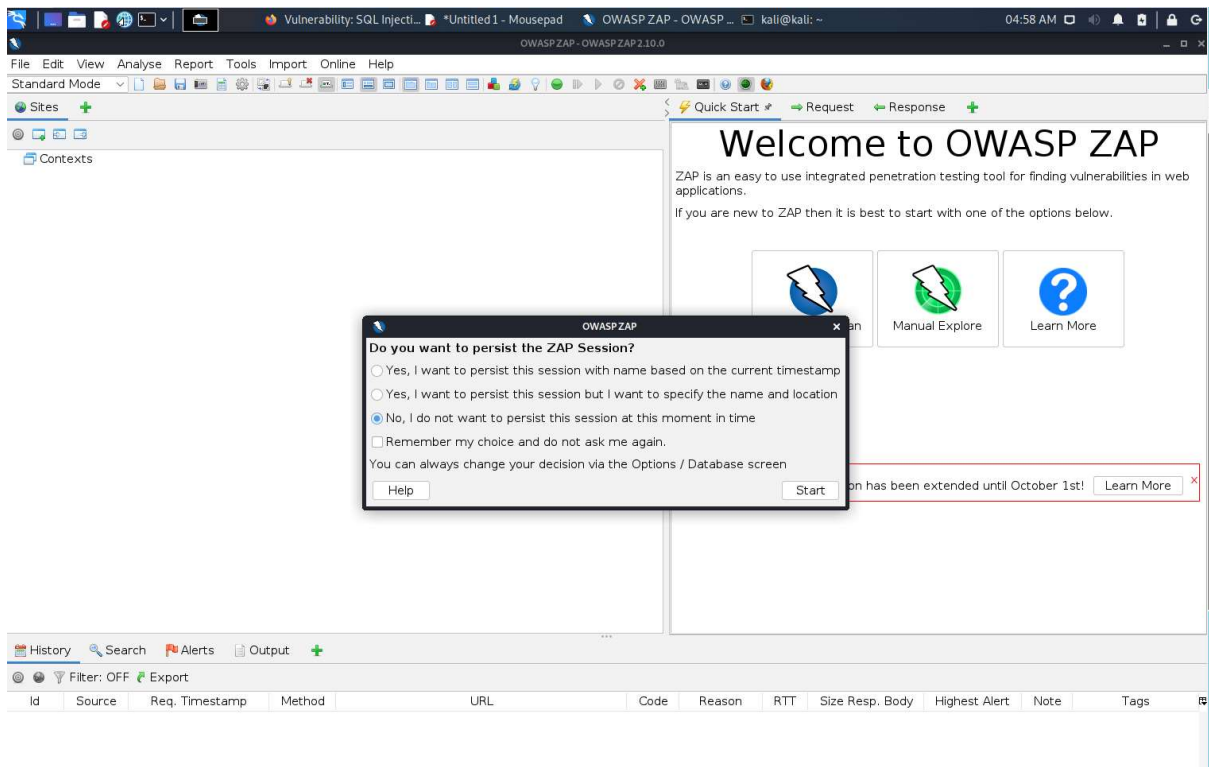 Vulnerability: SQL Injecti...
*Untitled 1 - Mousepad
OWASP ZAP - OWASP ...
kali@kali: ~
04:58 AM
OWASP ZAP - OWASP ZAP 2.10.0
File Edit View Analyse Report Tools Import Online Help
Standard Mode
Sites
Quick Start
Request
Response
Contexts
Welcome to OWASP ZAP
ZAP is an easy to use integrated penetration testing tool for finding vulnerabilities in web
applications.
If you are new to ZAP then it is best to start with one of the options below.
an
Manual Explore
Learn More
OWASP ZAP
Do you want to persist the ZAP Session?
Yes, I want to persist this session with name based on the current timestamp
Yes, I want to persist this session but I want to specify the name and location
No, I do not want to persist this session at this moment in time
Remember my choice and do not ask me again.
You can always change your decision via the Options / Database screen
Help
Start
on has been extended until October 1st!
Learn More
History
Search
Alerts
Output
Filter: OFF
Export
Id Source Req. Timestamp Method URL Code Reason RTT Size Resp. Body Highest Alert Note Tags